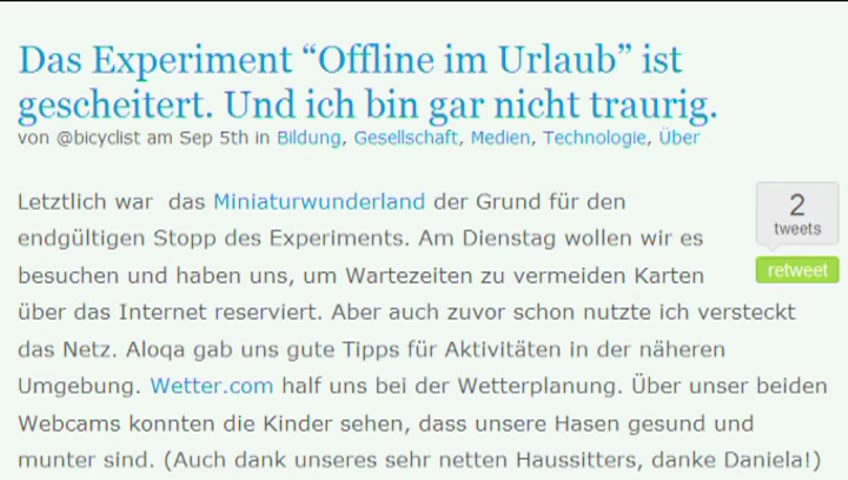 Das Experiment “Offline im Urlaub” ist
gescheitert. Und ich bin gar nicht traurig.
von @bicyclist am Sep 5th in Bildung, Gesellschaft, Medien, Technologie, Über
Letztlich war das Miniaturwunderland der Grund für den
endgültigen Stopp des Experiments. Am Dienstag wollen wir es
besuchen und haben uns, um Wartezeiten zu vermeiden Karten
über das Internet reserviert. Aber auch zuvor schon nutzte ich versteckt
das Netz. Aloqa gab uns gute Tipps für Aktivitäten in der näheren
Umgebung. Wetter.com half uns bei der Wetterplanung. Über unser beiden
Webcams konnten die Kinder sehen, dass unsere Hasen gesund und
munter sind. (Auch dank unseres sehr netten Haussitters, danke Daniela!)
2
tweets
retweet